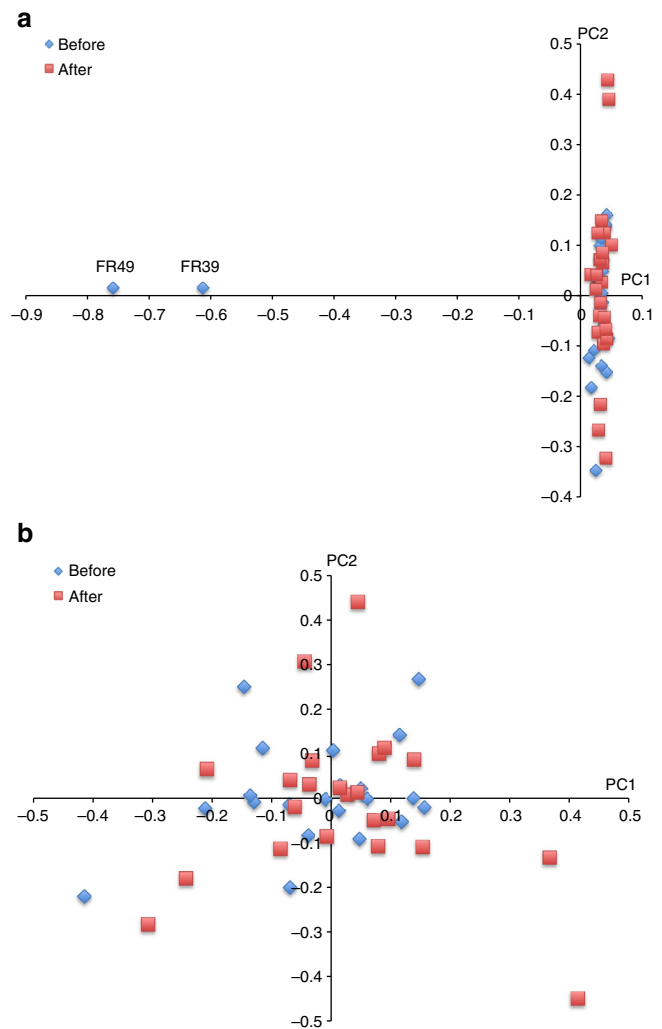 a
Before
After
PC2
0.5
0.4
0.3
0.2
0.1
0
FR49
FR39
PC1
–0.9 –0.8 –0.7 –0.6 –0.5 –0.4 –0.3 –0.2 –0.1 0 0.1
–0.1
–0.2
–0.3
–0.4
b
Before
After
PC2
0.5
0.4
0.3
0.2
0.1
0
PC1
–0.5 –0.4 –0.3 –0.2 –0.1 0 0.1 0.2 0.3 0.4 0.5
–0.1
–0.2
–0.3
–0.4
–0.5